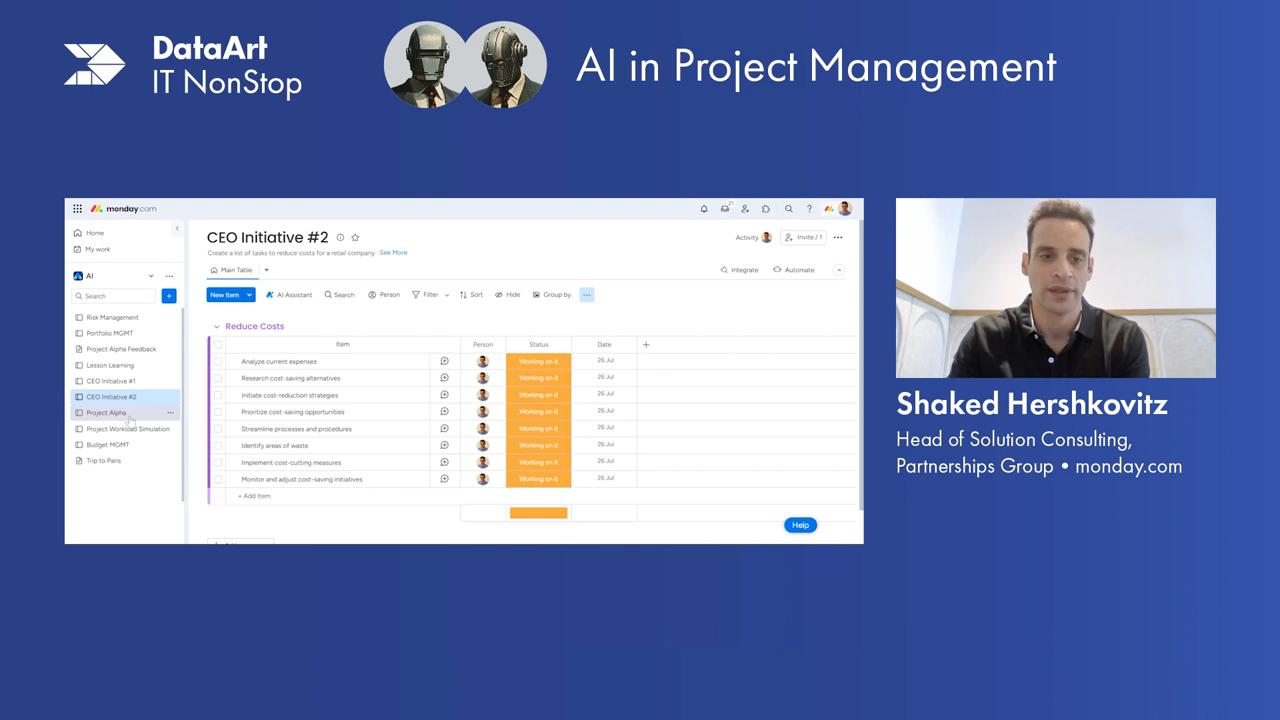 DataArt
IT NonStop
AI in Project Management
monday.com
21
Home
My work
AI
Search
+
Risk Management
Portfolio MGMT
Project Alpha Feedback
Lesson Learning
CEO Initiative #1
CEO Initiative #2
Project Alpha
Project Workload Simulation
Budget MGMT
Trip to Paris
CEO Initiative #2
Activity
Invite / 1
Create a list of tasks to reduce costs for a retail company See More
Main Table +
Integrate
Automate
New Item
AI Assistant
Search
Person
Filter
Sort
Hide
Group by
Reduce Costs
Item Person Status Date +
Analyze current expenses Working on it 26 Jul
Research cost-saving alternatives Working on it 26 Jul
Initiate cost-reduction strategies Working on it 26 Jul
Prioritize cost-saving opportunities Working on it 26 Jul
Streamline processes and procedures Working on it 26 Jul
Identify areas of waste Working on it 26 Jul
Implement cost-cutting measures Working on it 26 Jul
Monitor and adjust cost-saving initiatives Working on it 26 Jul
+ Add Item
Help
Shaked Hershkovitz
Head of Solution Consulting,
Partnerships Group • monday.com